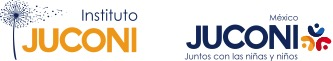 Instituto
JUCONI
México
JUCONI
Juntos con las niñas y niños